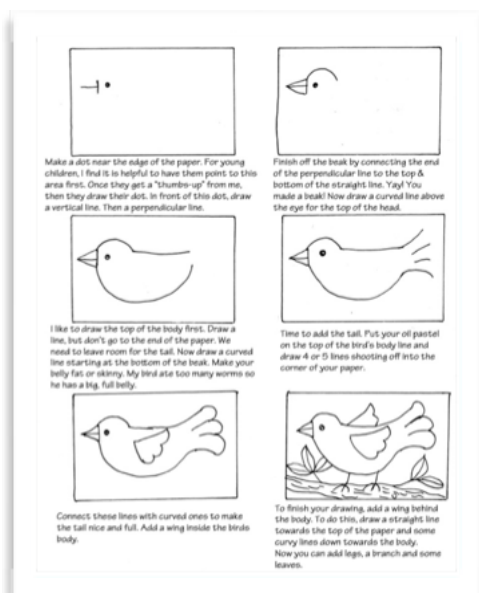 Make a dot near the edge of the paper. For young
children, I find it is helpful to have them point to this
area first. Once they get a "thumbs-up" from me,
then they draw their dot. In front of this dot, draw
a vertical line. Then a perpendicular line.
Finish off the beak by connecting the end
of the perpendicular line to the top &
bottom of the straight line. Yay! You
made a beak! Now draw a curved line above
the eye for the top of the head.
I like to draw the top of the body first. Draw a
line, but don't go to the end of the paper. We
need to leave room for the tail. Now draw a curved
line starting at the bottom of the beak. Make your
belly fat or skinny. My bird ate too many worms so
he has a big, full belly.
Time to add the tail. Put your oil pastel
on the top of the bird's body line and
draw 4 or 5 lines shooting off into the
corner of your paper.
Connect these lines with curved ones to make
the tail nice and full. Add a wing inside the birds
body.
To finish your drawing, add a wing behind
the body. To do this, draw a straight line
towards the top of the paper and some
curvy lines down towards the body.
Now you can add legs, a branch and some
leaves.